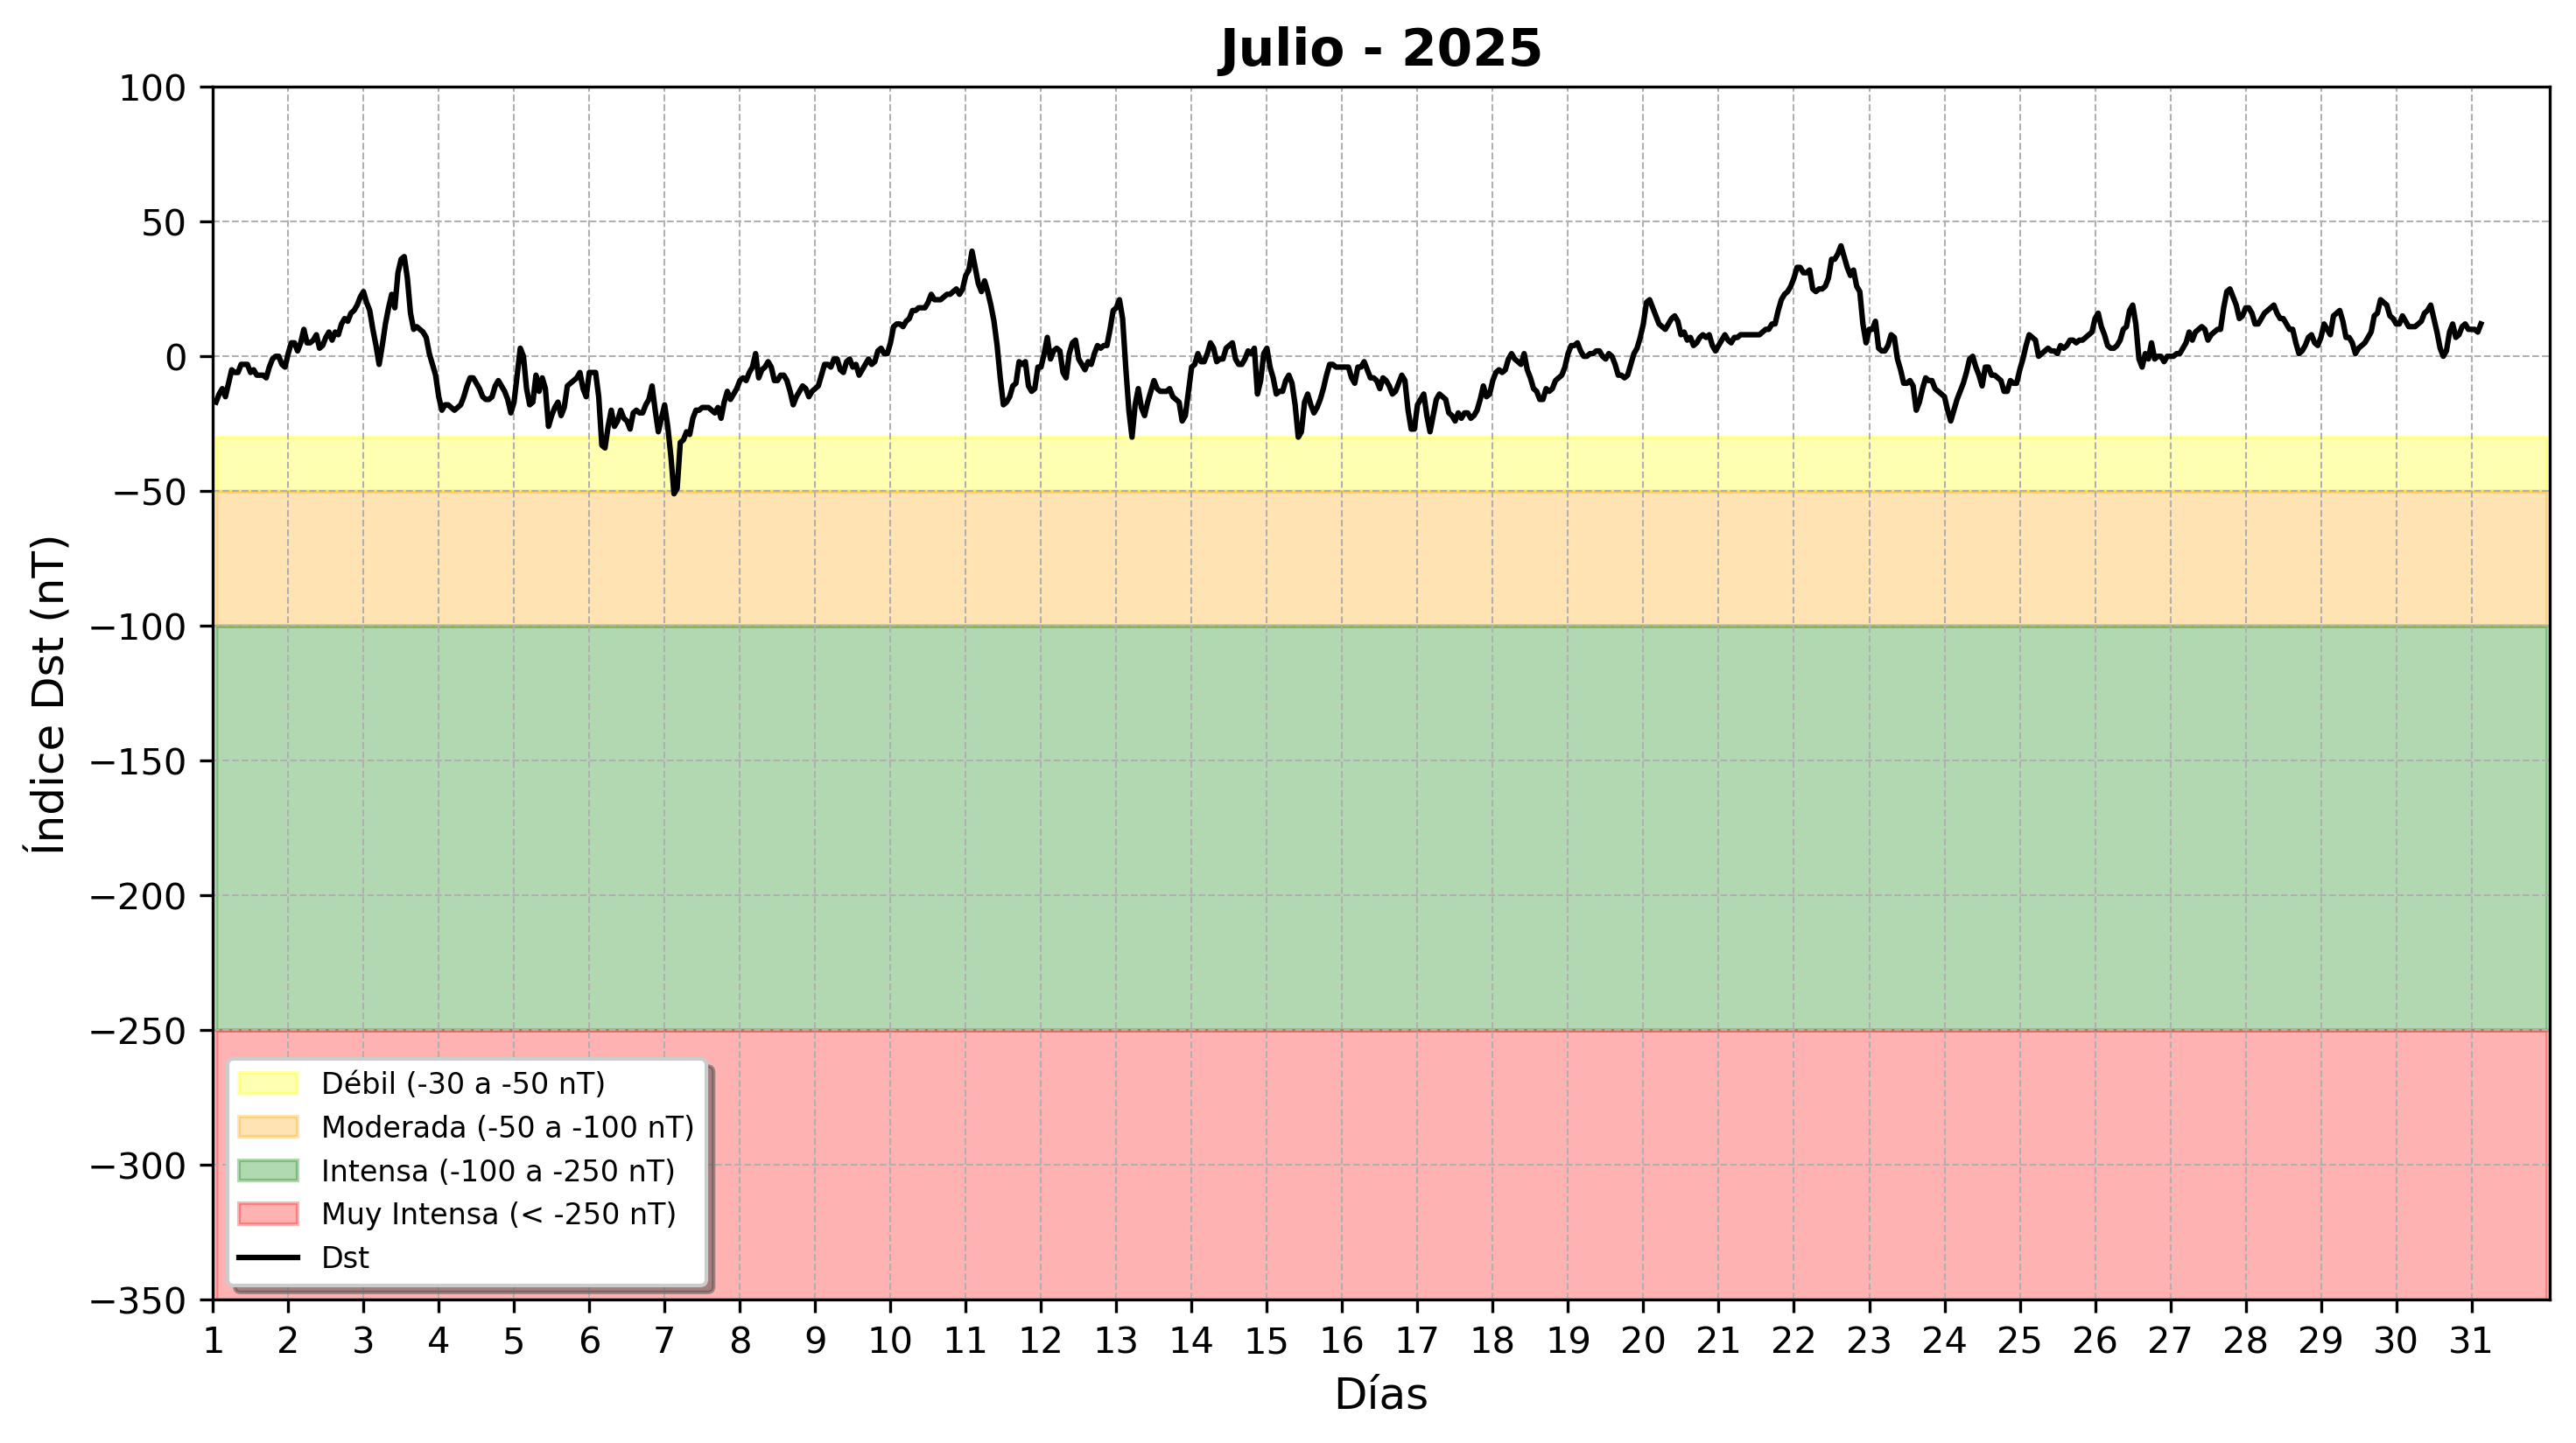 Julio - 2025
100
50
0
−50
−100
−150
−200
−250
−300
−350
Índice Dst (nT)
Débil (-30 a -50 nT)
Moderada (-50 a -100 nT)
Intensa (-100 a -250 nT)
Muy Intensa (< -250 nT)
Dst
1 2 3 4 5 6 7 8 9 10 11 12 13 14 15 16 17 18 19 20 21 22 23 24 25 26 27 28 29 30 31
Días